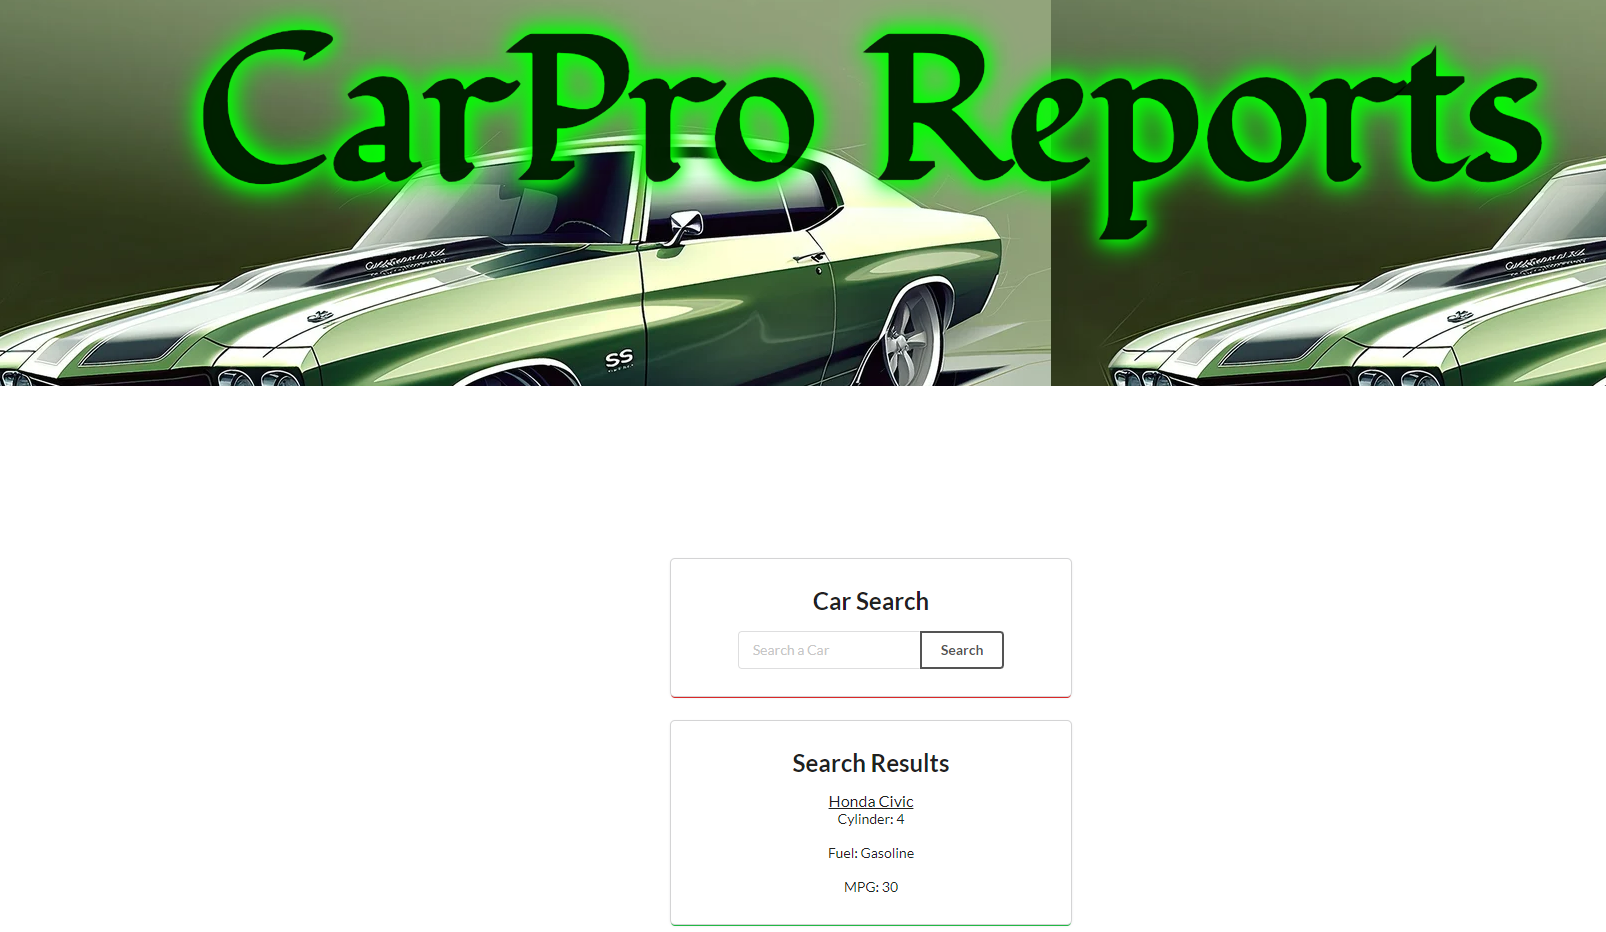 CarPro Reports
SS
Car Search
Search a Car
Search
Search Results
Honda Civic
Cylinder: 4
Fuel: Gasoline
MPG: 30